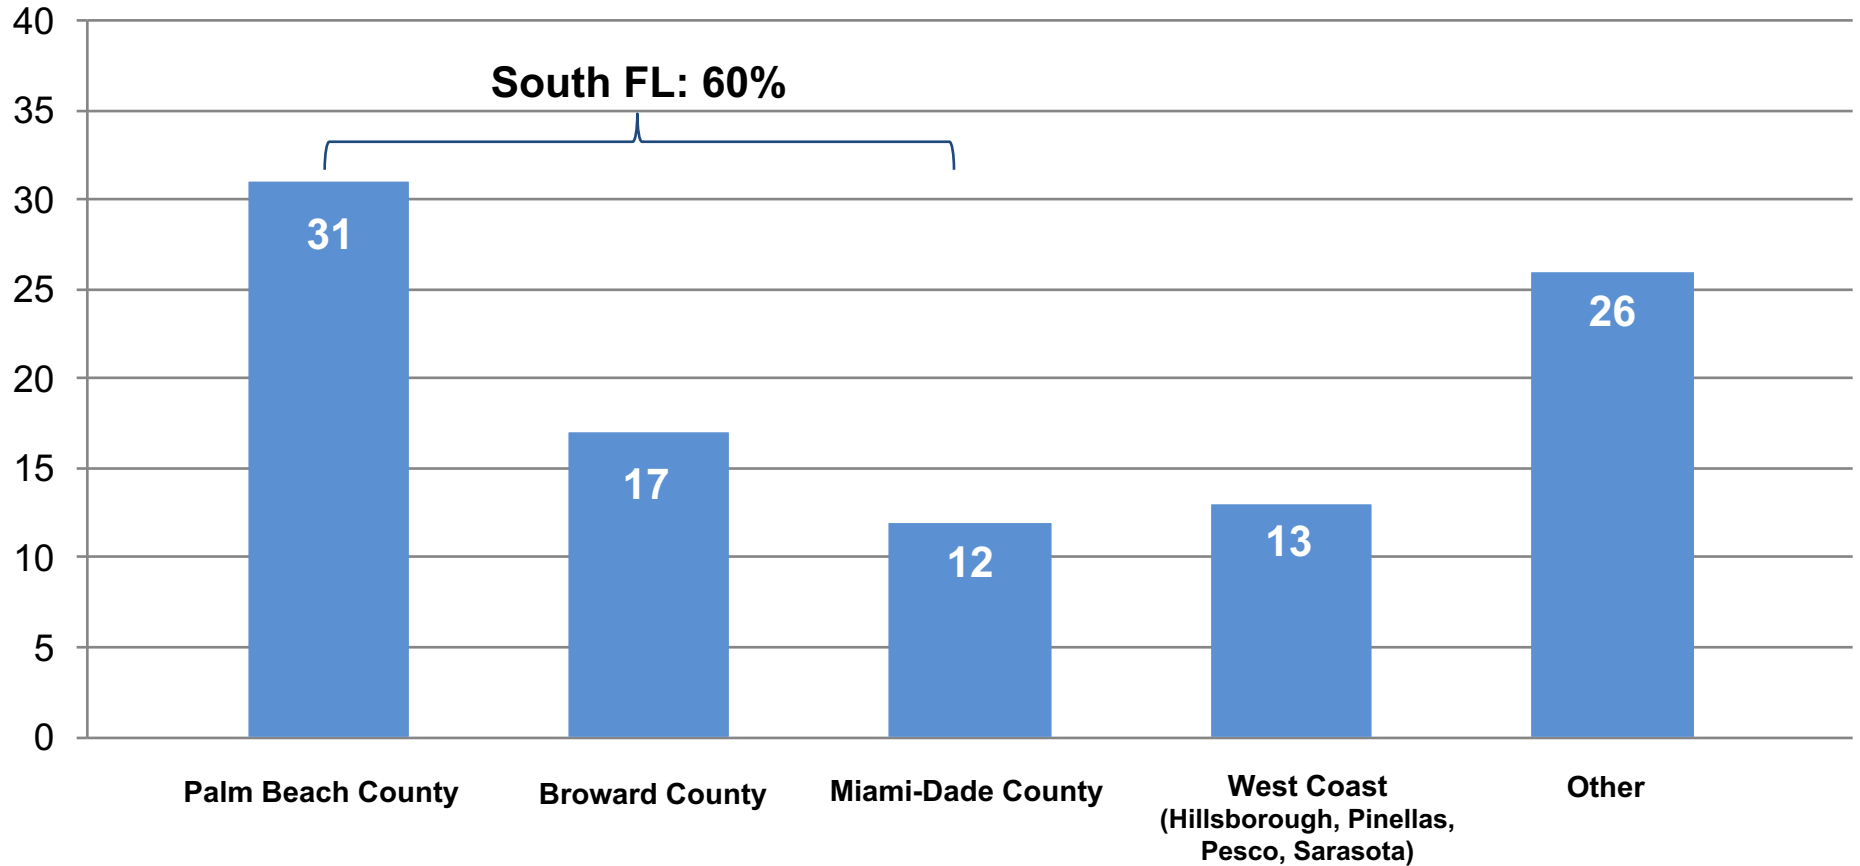 40
South FL: 60%
35
30
31
25
26
20
15
17
13
12
10
5
0
Palm Beach County
Broward County
Miami-Dade County
West Coast
(Hillsborough, Pinellas,
Pesco, Sarasota)
Other